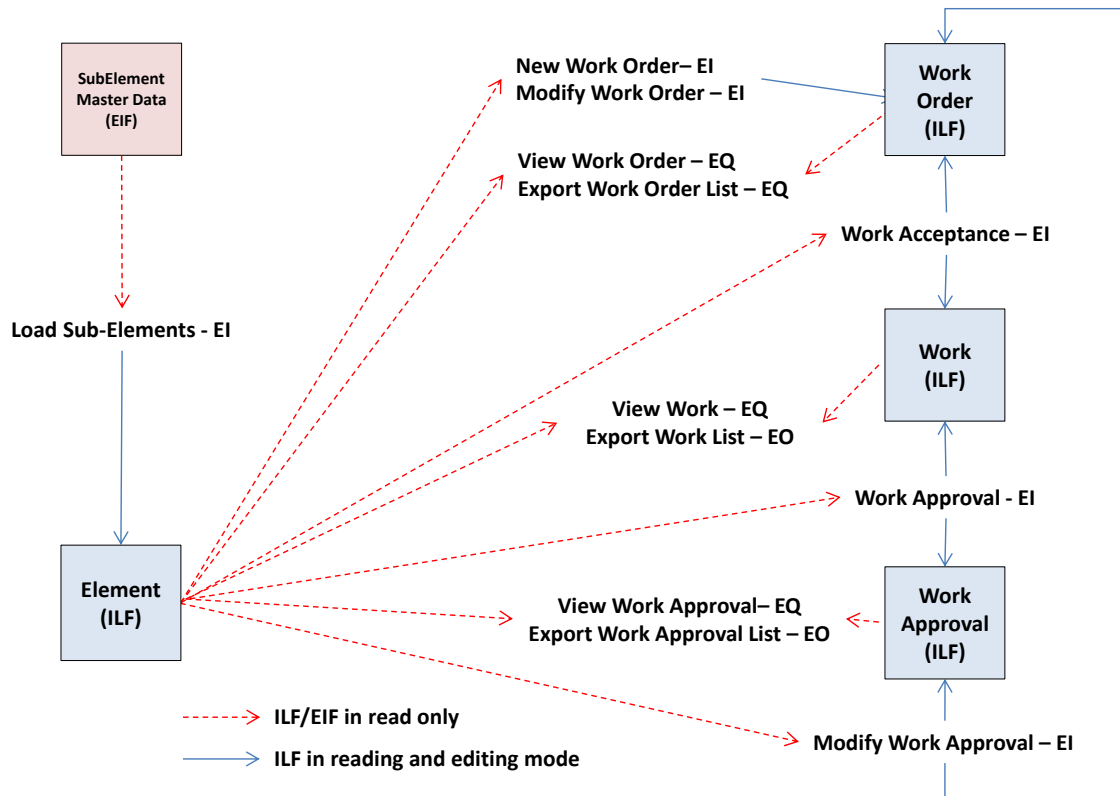 SubElement
Master Data
(EIF)
New Work Order– EI
Modify Work Order – EI
Work
Order
(ILF)
View Work Order – EQ
Export Work Order List – EQ
Work Acceptance – EI
Load Sub-Elements - EI
Work
(ILF)
View Work – EQ
Export Work List – EO
Work Approval - EI
Element
(ILF)
View Work Approval– EQ
Export Work Approval List – EO
Work
Approval
(ILF)
ILF/EIF in read only
Modify Work Approval – EI
ILF in reading and editing mode